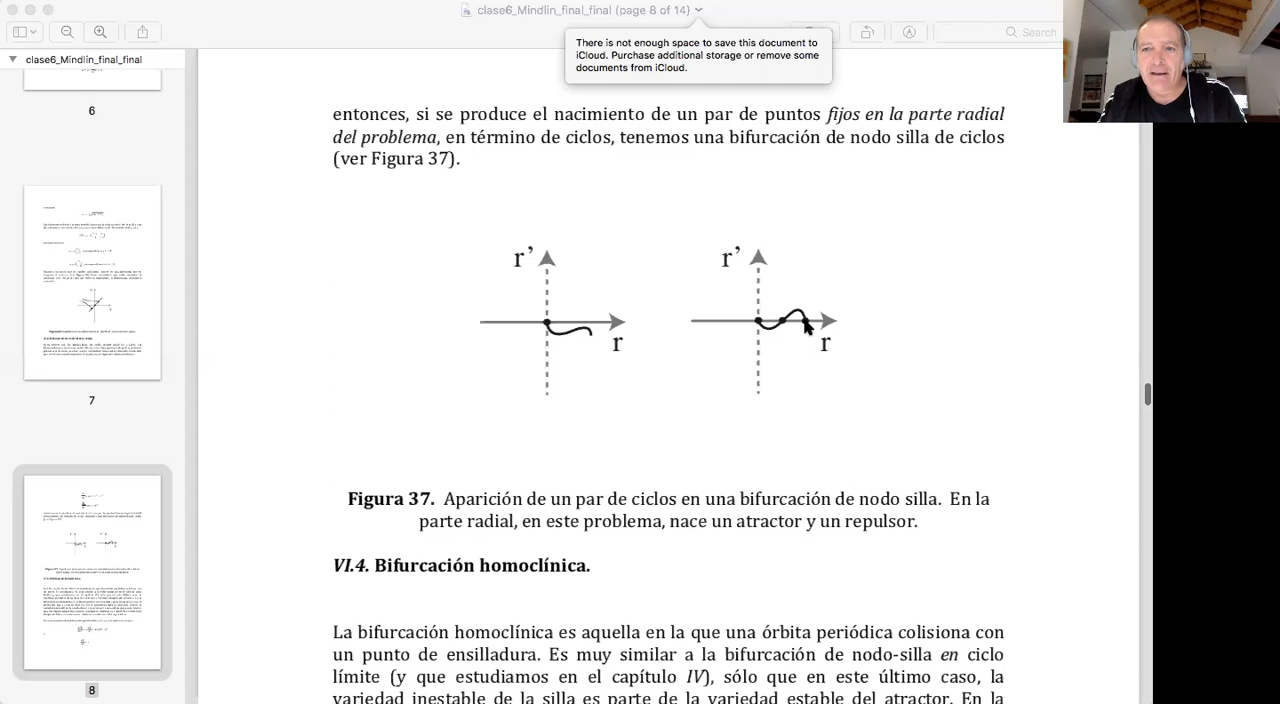 clase6_Mindlin_final_final (page 8 of 14)
There is not enough space to save this document to
iCloud. Purchase additional storage or remove some
documents from iCloud.
Search
clase6_Mindlin_final_final
6
7
8
entonces, si se produce el nacimiento de un par de puntos fijos en la parte radial
del problema, en término de ciclos, tenemos una bifurcación de nodo silla de ciclos
(ver Figura 37).
r’
r
r’
r
Figura 37. Aparición de un par de ciclos en una bifurcación de nodo silla. En la
parte radial, en este problema, nace un atractor y un repulsor.
VI.4. Bifurcación homoclínica.
La bifurcación homocínica es aquella en la que una órbita periódica colisiona con
un punto de ensilladura. Es muy similar a la bifurcación de nodo-silla en ciclo
límite (y que estudiamos en el capítulo IV), sólo que en este último caso, la
variedad inestable de la silla es parte de la variedad estable del atractor. En la